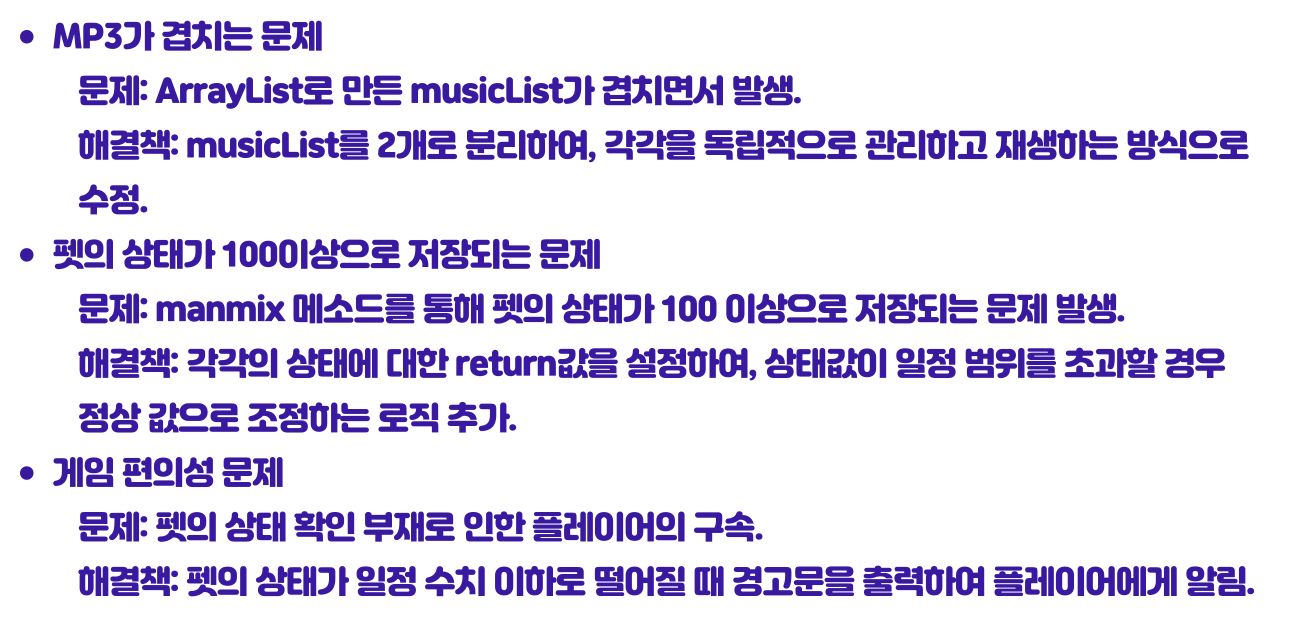 • MP3가 겹치는 문제
문제: ArrayList로 만든 musicList가 겹치면서 발생.
해결책: musicList를 2개로 분리하여, 각각을 독립적으로 관리하고 재생하는 방식으로
수정.
• 펫의 상태가 100이상으로 저장되는 문제
문제: manmix 메소드를 통해 펫의 상태가 100 이상으로 저장되는 문제 발생.
해결책: 각각의 상태에 대한 return값을 설정하여, 상태값이 일정 범위를 초과할 경우
정상 값으로 조정하는 로직 추가.
• 게임 편의성 문제
문제: 펫의 상태 확인 부재로 인한 플레이어의 구속.
해결책: 펫의 상태가 일정 수치 이하로 떨어질 때 경고문을 출력하여 플레이어에게 알림.